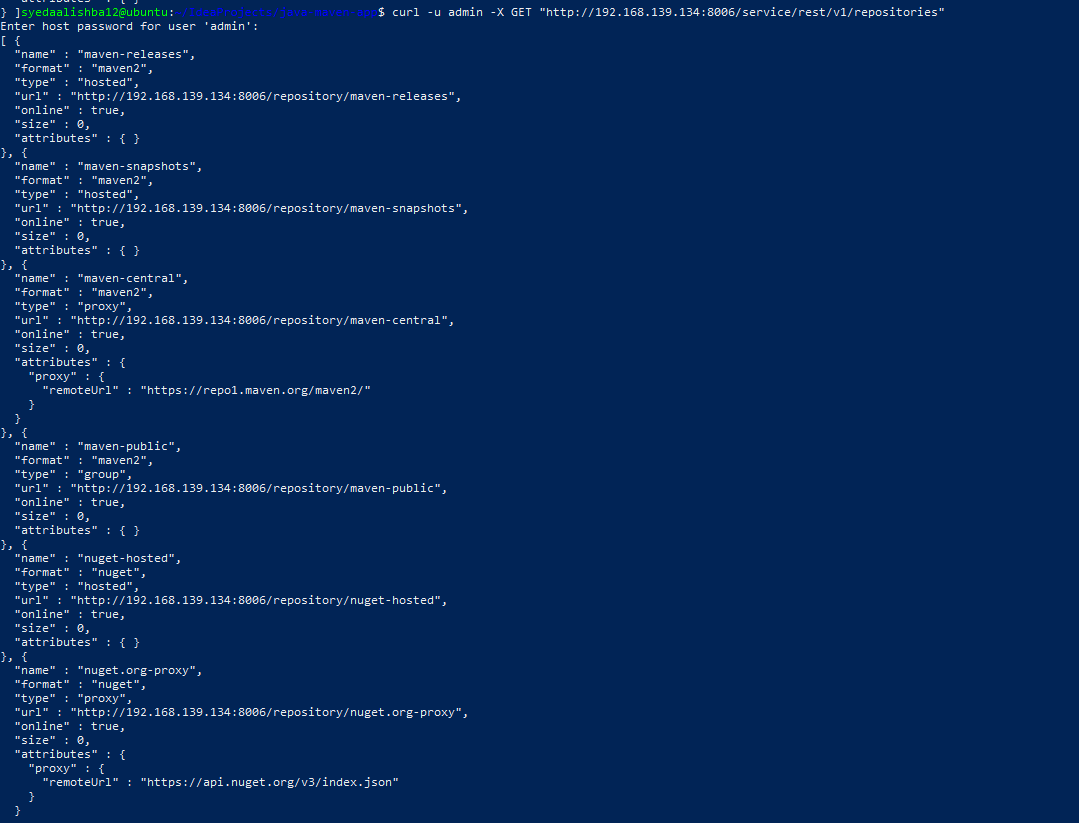 } ]syedaalishba12@ubuntu:$ curl -u admin -X GET "http://192.168.139.134:8006/service/rest/v1/repositories"
Enter host password for user 'admin':
[ {
  "name" : "maven-releases",
  "format" : "maven2",
  "type" : "hosted",
  "url" : "http://192.168.139.134:8006/repository/maven-releases",
  "online" : true,
  "size" : 0,
  "attributes" : { }
}, {
  "name" : "maven-snapshots",
  "format" : "maven2",
  "type" : "hosted",
  "url" : "http://192.168.139.134:8006/repository/maven-snapshots",
  "online" : true,
  "size" : 0,
  "attributes" : { }
}, {
  "name" : "maven-central",
  "format" : "maven2",
  "type" : "proxy",
  "url" : "http://192.168.139.134:8006/repository/maven-central",
  "online" : true,
  "size" : 0,
  "attributes" : {
    "proxy" : {
      "remoteUrl" : "https://repo1.maven.org/maven2/"
    }
  }
}, {
  "name" : "maven-public",
  "format" : "maven2",
  "type" : "group",
  "url" : "http://192.168.139.134:8006/repository/maven-public",
  "online" : true,
  "size" : 0,
  "attributes" : { }
}, {
  "name" : "nuget-hosted",
  "format" : "nuget",
  "type" : "hosted",
  "url" : "http://192.168.139.134:8006/repository/nuget-hosted",
  "online" : true,
  "size" : 0,
  "attributes" : { }
}, {
  "name" : "nuget.org-proxy",
  "format" : "nuget",
  "type" : "proxy",
  "url" : "http://192.168.139.134:8006/repository/nuget.org-proxy",
  "online" : true,
  "size" : 0,
  "attributes" : {
    "proxy" : {
      "remoteUrl" : "https://api.nuget.org/v3/index.json"
    }
  }